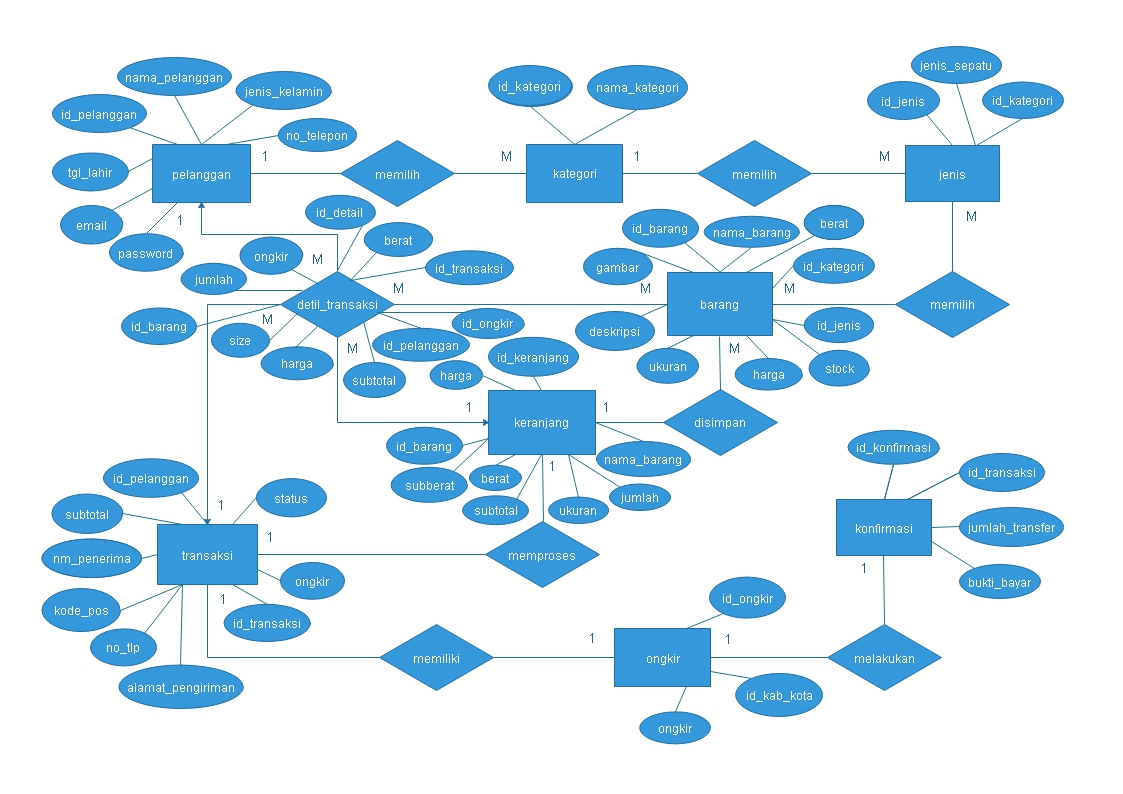 nama_pelanggan
jenis_kelamin
id_pelanggan
no_telepon
tgl_lahir
pelanggan
email
password
1
memilih
M
id_kategori
nama_kategori
kategori
1
memilih
M
jenis_sepatu
id_jenis
id_kategori
jenis
M
memilih
1
M
id_detail
berat
ongkir
id_transaksi
jumlah
detil_transaksi
M
id_barang
M
size
harga
M
subtotal
id_pelanggan
id_ongkir
id_barang
nama_barang
berat
gambar
id_kategori
M
barang
M
deskripsi
id_jenis
ukuran
M
harga
stock
id_keranjang
harga
1
keranjang
1
disimpan
id_barang
nama_barang
subberat
berat
1
subtotal
ukuran
jumlah
id_pelanggan
status
subtotal
1
transaksi
1
memproses
nm_penerima
ongkir
kode_pos
1
id_transaksi
no_tlp
alamat_pengiriman
id_konfirmasi
id_transaksi
konfirmasi
jumlah_transfer
1
bukti_bayar
memiliki
1
id_ongkir
ongkir
1
melakukan
id_kab_kota
ongkir